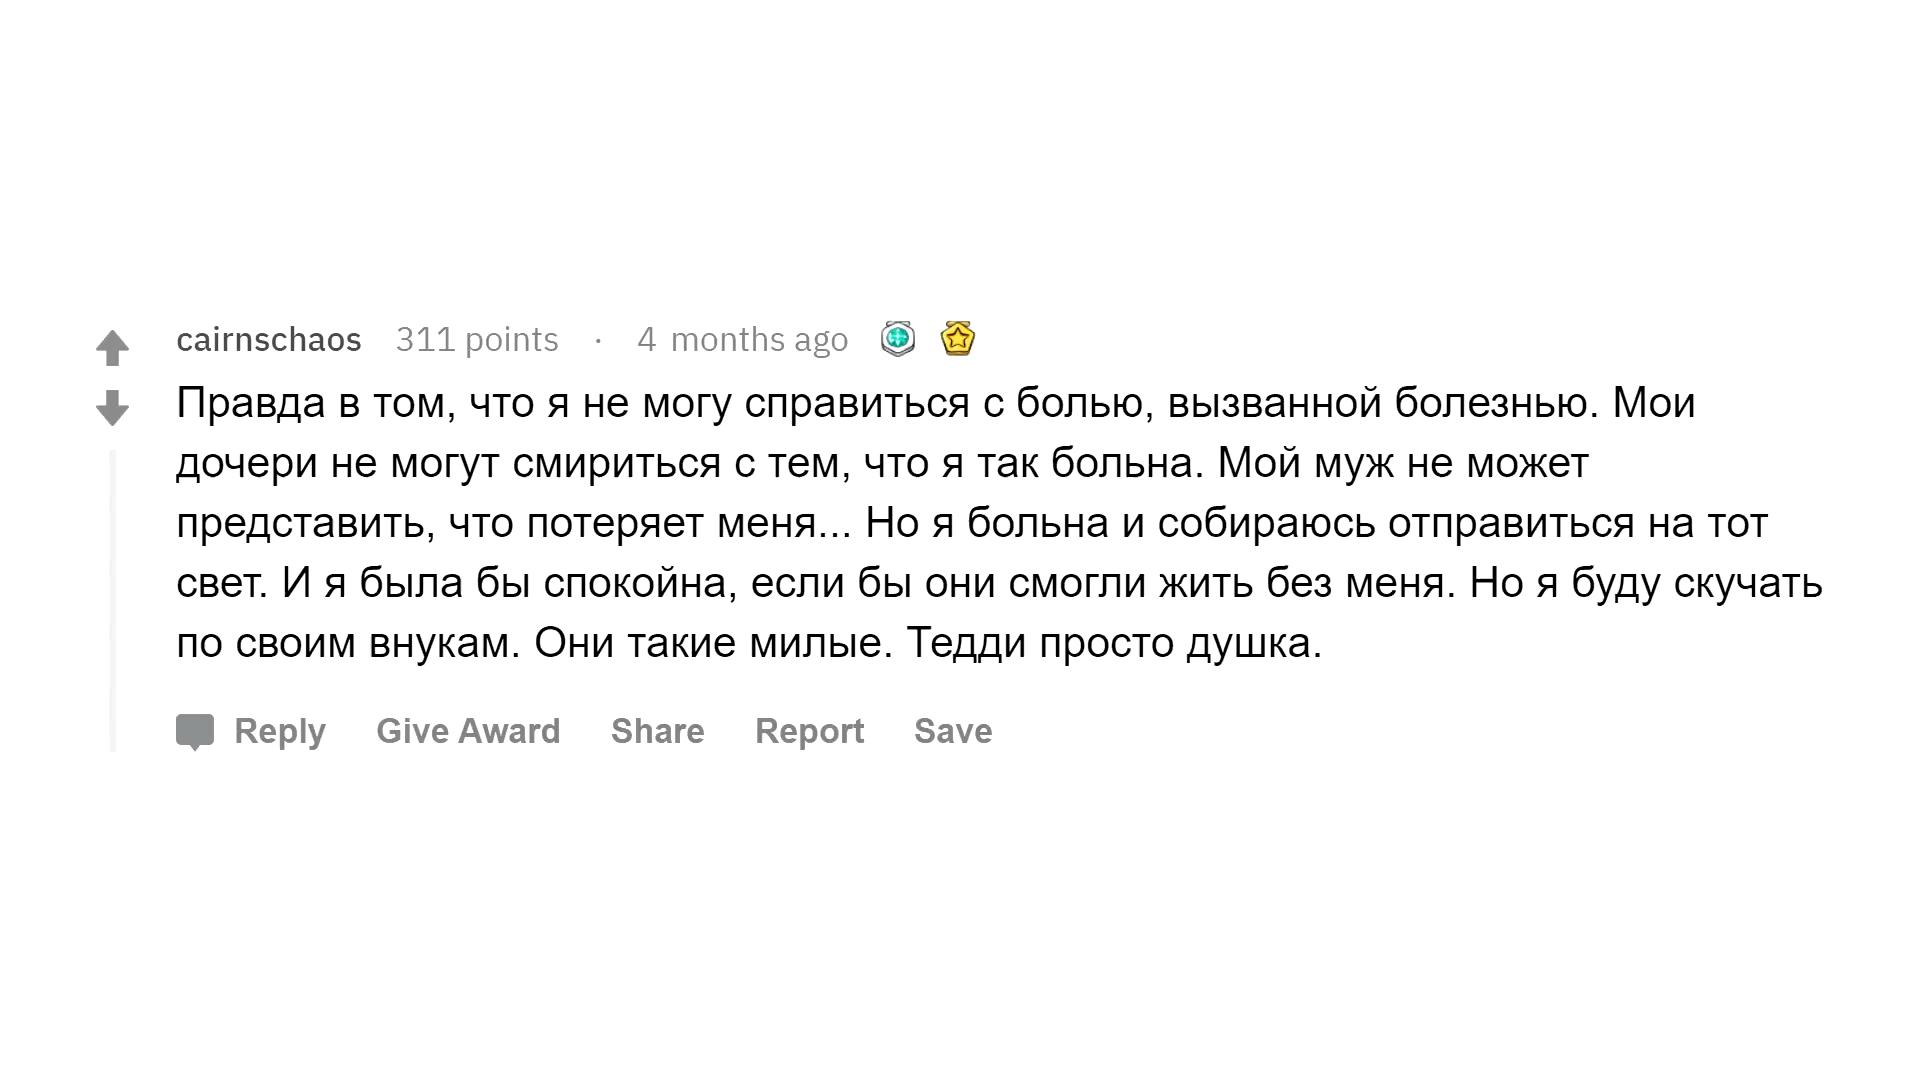 cairnschaos 311 points · 4 months ago
Правда в том, что я не могу справиться с болью, вызванной болезнью. Мои
дочери не могут смириться с тем, что я так больна. Мой муж не может
представить, что потеряет меня... Но я больна и собираюсь отправиться на тот
свет. И я была бы спокойна, если бы они смогли жить без меня. Но я буду скучать
по своим внукам. Они такие милые. Тедди просто душка.
Reply Give Award Share Report Save